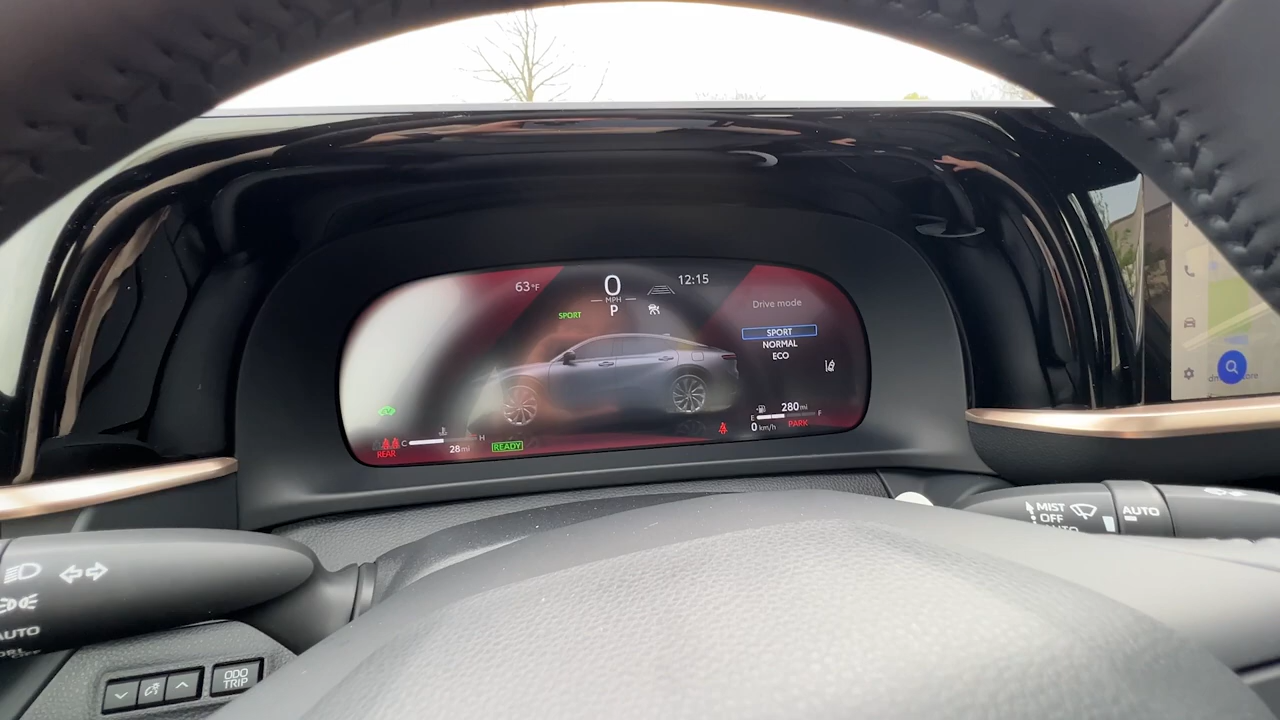 63°F
0
MPH
P
12:15
SPORT
Drive mode
SPORT
NORMAL
ECO
280 mi
E
F
0 km/h
PARK
REAR
C
H
28 mi
READY
MIST
OFF
AUTO
AUTO
AUTO
ODO
TRIP